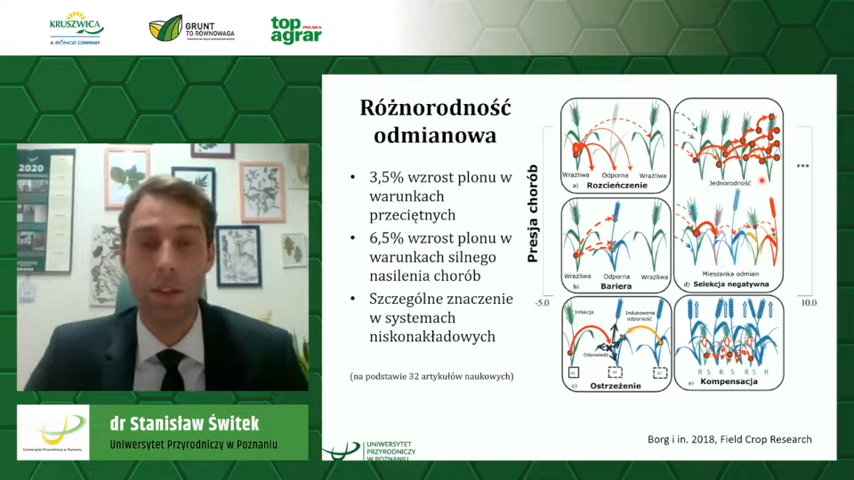 KRUSZWICA
A BUNGE COMPANY
GRUNT
TO RÓWNOWAGA
top
agrar
POLSKA
2020
Różnorodność
odmianowa
• 3,5% wzrost plonu w
warunkach
przeciętnych
• 6,5% wzrost plonu w
warunkach silnego
nasilenia chorób
• Szczególne znaczenie
w systemach
niskonakładowych
(na podstawie 32 artykułów naukowych)
Presja chorób
-5.0
10.0
Wrażliwa Odporna Wrażliwa
a) Rozcieńczenie
Jednorodność
Wrażliwa Odporna Wrażliwa
b) Bariera
Mieszanka odmian
d) Selekcja negatywna
Infekcja
Indukowana
odporność
Odpowiedź
c) Ostrzeżenie
R S R S R S R
e) Kompensacja
Borg i in. 2018, Field Crop Research
UNIWERSYTET
PRZYRODNICZY
W POZNANIU
dr Stanisław Świtek
Uniwersytet Przyrodniczy w Poznaniu
Uniwersytet Przyrodniczy w Poznaniu